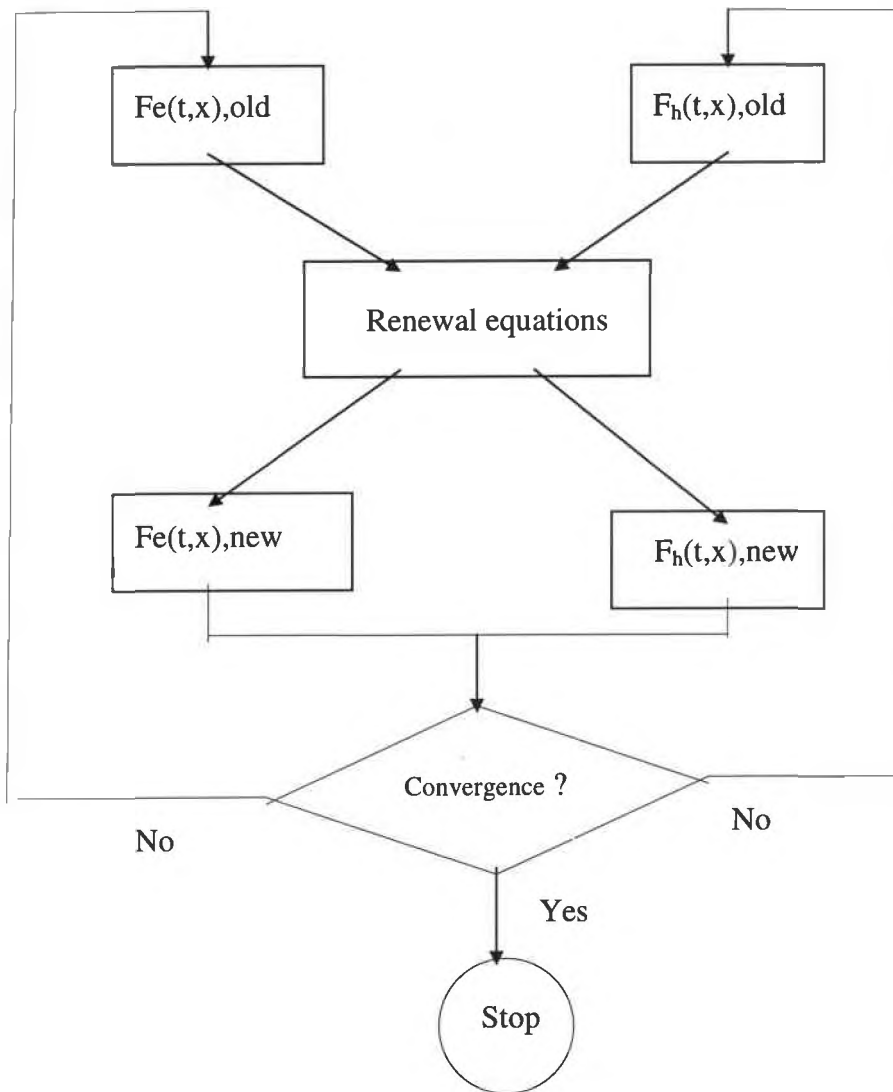 Fe(t,x),old
Fₕ(t,x),old
Renewal equations
Fe(t,x),new
Fₕ(t,x),new
Convergence ?
No
No
Yes
Stop